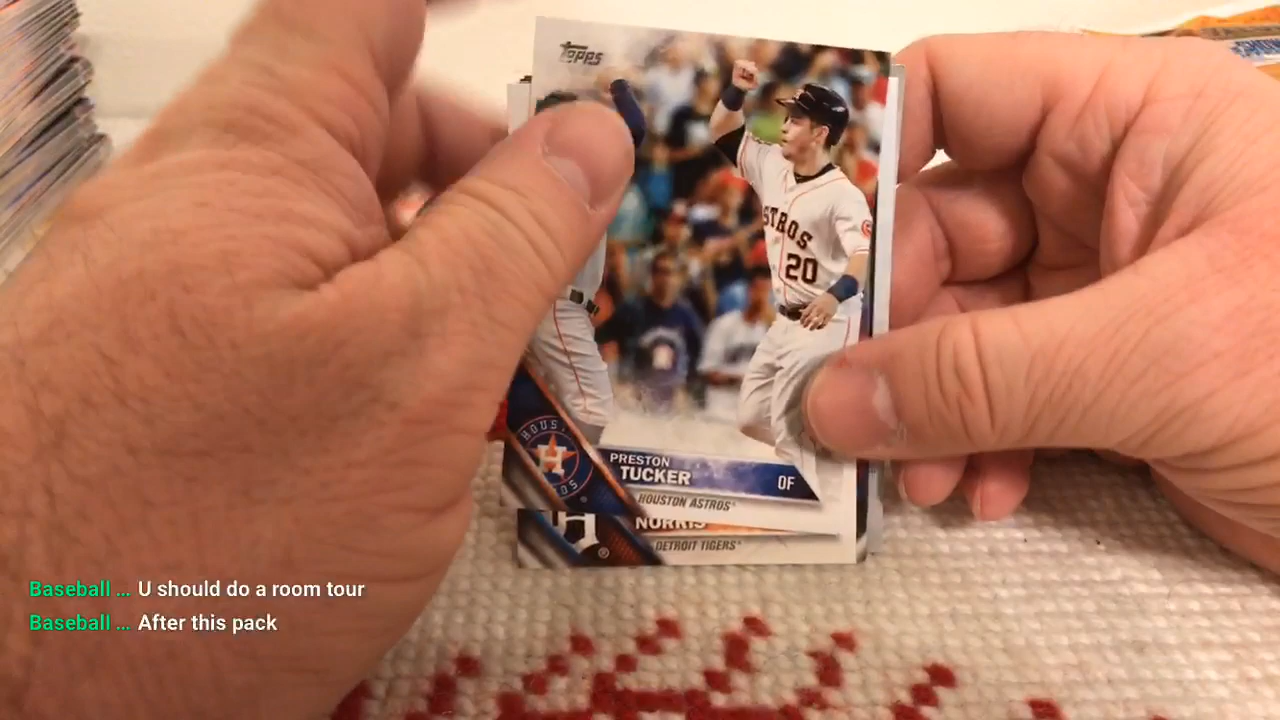 Topps
ASTROS
20
HOUS
OS
PRESTON
TUCKER
OF
HOUSTON ASTROS
NORRIS
DETROIT TIGERS
Baseball ... U should do a room tour
Baseball ... After this pack